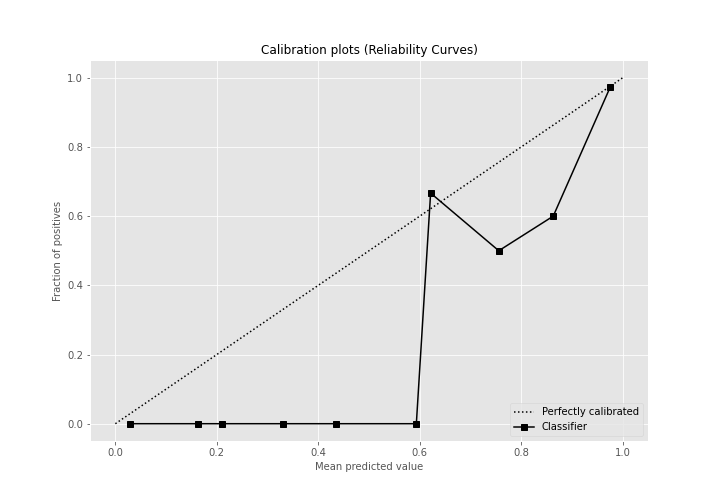 Calibration plots (Reliability Curves)
1.0
0.8
0.6
0.4
0.2
0.0
Fraction of positives
0.0 0.2 0.4 0.6 0.8 1.0
Mean predicted value
Perfectly calibrated
Classifier